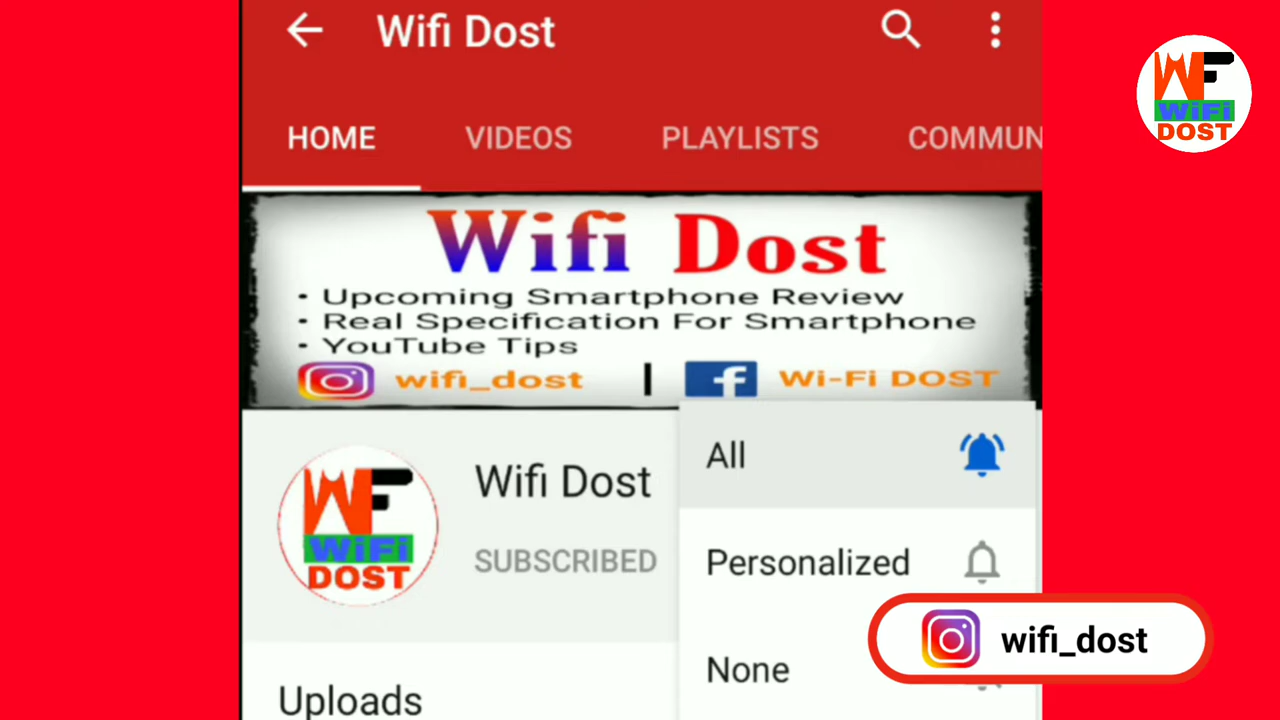 Wifi Dost
HOME VIDEOS PLAYLISTS COMMUN
WF
WiFi
DOST
Wifi Dost
• Upcoming Smartphone Review
• Real Specification For Smartphone
• YouTube Tips
wifi_dost | f Wi-Fi DOST
WF
WiFi
DOST
Wifi Dost
SUBSCRIBED
All
Personalized
None
wifi_dost
Uploads